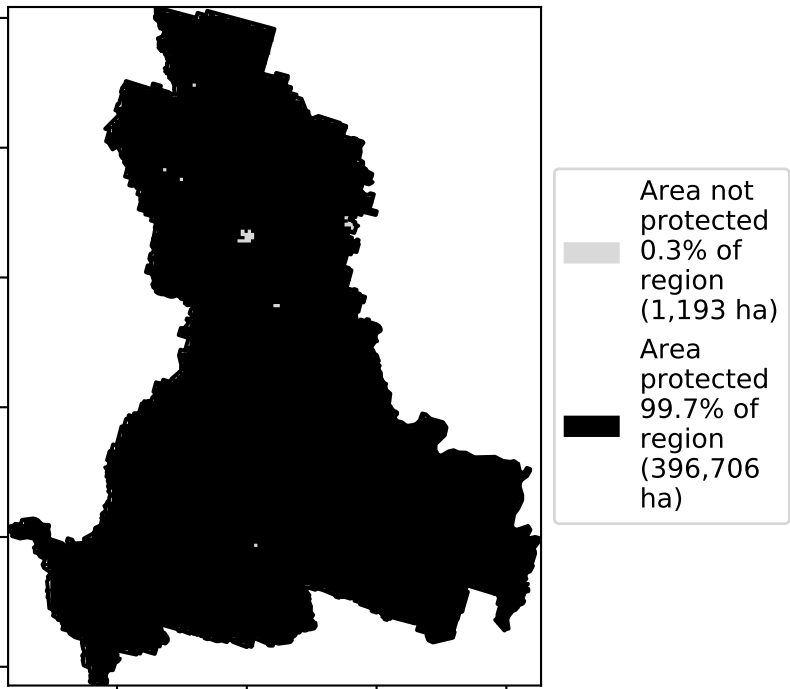 Area not
protected
0.3% of
region
(1,193 ha)
Area
protected
99.7% of
region
(396,706
ha)